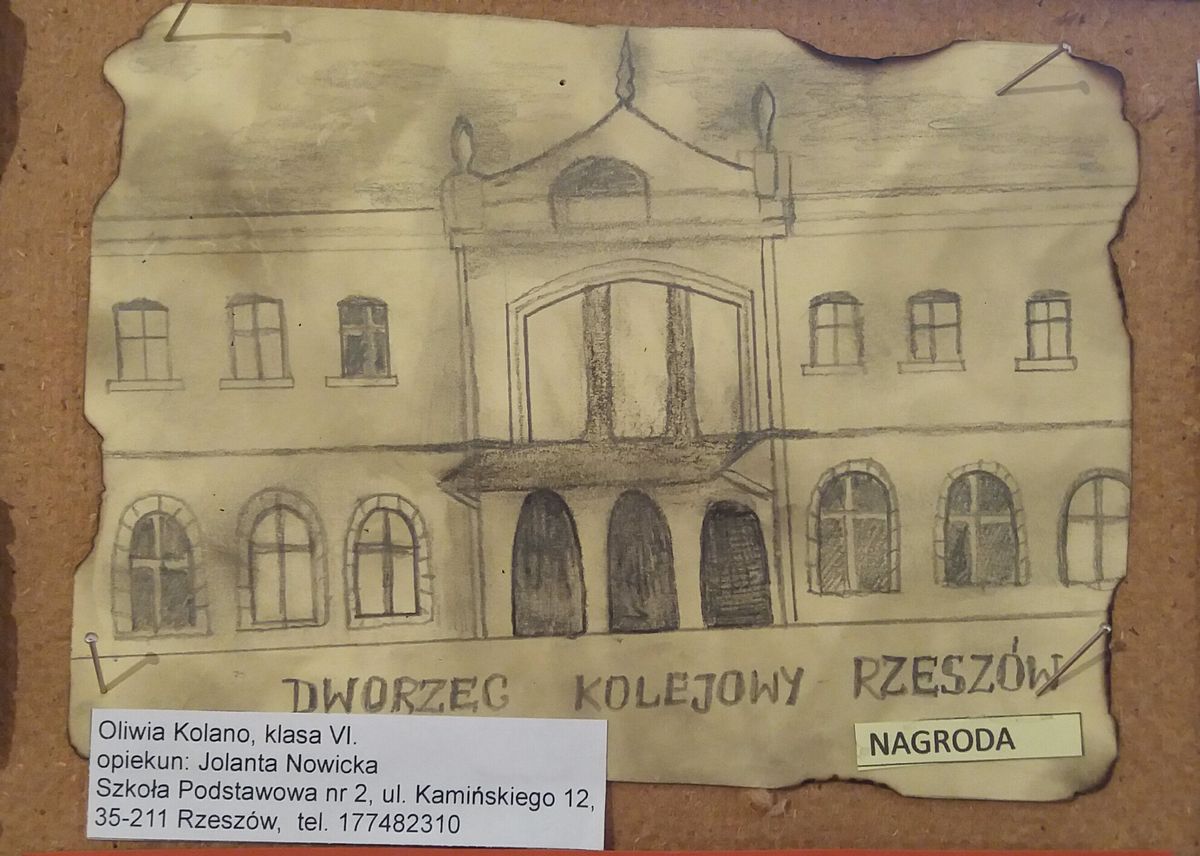 DWORZEC KOLEJOWY RZESZÓW
Oliwia Kolano, klasa VI.
opiekun: Jolanta Nowicka
Szkoła Podstawowa nr 2, ul. Kamińskiego 12,
35-211 Rzeszów, tel. 177482310
NAGRODA